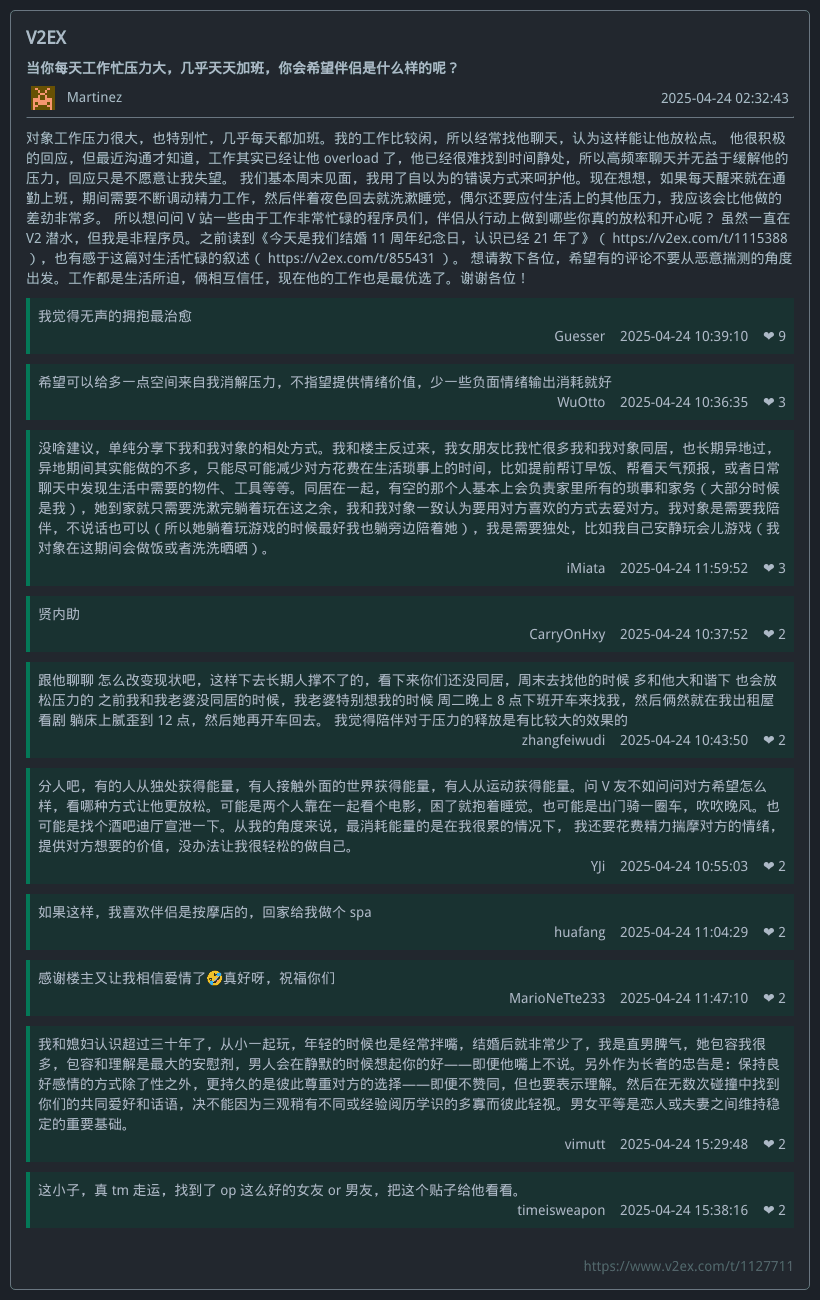 V2EX
当你每天工作忙压力大，几乎天天加班，你会希望伴侣是什么样的呢？
Martinez 2025-04-24 02:32:43
对象工作压力很大，也特别忙，几乎每天都加班。我的工作比较闲，所以经常找他聊天，认为这样能让他放松点。 他很积极
的回应，但最近沟通才知道，工作其实已经让他 overload 了，他已经很难找到时间静处，所以高频率聊天并无益于缓解他的
压力，回应只是不愿意让我失望。 我们基本周末见面，我用了自以为的错误方式来呵护他。现在想想，如果每天醒来就在通
勤上班，期间需要不断调动精力工作，然后伴着夜色回去就洗漱睡觉，偶尔还要应付生活上的其他压力，我应该会比他做的
差劲非常多。 所以想问问 V 站一些由于工作非常忙碌的程序员们，伴侣从行动上做到哪些你真的放松和开心呢？ 虽然一直在
V2 潜水，但我是非程序员。之前读到《今天是我们结婚 11 周年纪念日，认识已经 21 年了》（ https://v2ex.com/t/1115388
），也有感于这篇对生活忙碌的叙述（ https://v2ex.com/t/855431 ）。 想请教下各位，希望有的评论不要从恶意揣测的角度
出发。工作都是生活所迫，俩相互信任，现在他的工作也是最优选了。谢谢各位！
我觉得无声的拥抱最治愈
Guesser 2025-04-24 10:39:10 ❤ 9
希望可以给多一点空间来自我消解压力，不指望提供情绪价值，少一些负面情绪输出消耗就好
WuOtto 2025-04-24 10:36:35 ❤ 3
没啥建议，单纯分享下我和我对象的相处方式。我和楼主反过来，我女朋友比我忙很多我和我对象同居，也长期异地过，
异地期间其实能做的不多，只能尽可能减少对方花费在生活琐事上的时间，比如提前帮订早饭、帮看天气预报，或者日常
聊天中发现生活中需要的物件、工具等等。同居在一起，有空的那个人基本上会负责家里所有的琐事和家务（大部分时候
是我），她到家就只需要洗漱完躺着玩在这之余，我和我对象一致认为要用对方喜欢的方式去爱对方。我对象是需要我陪
伴，不说话也可以（所以她躺着玩游戏的时候最好我也躺旁边陪着她），我是需要独处，比如我自己安静玩会儿游戏（我
对象在这期间会做饭或者洗洗晒晒）。
iMiata 2025-04-24 11:59:52 ❤ 3
贤内助
CarryOnHxy 2025-04-24 10:37:52 ❤ 2
跟他聊聊 怎么改变现状吧，这样下去长期人撑不了的，看下来你们还没同居，周末去找他的时候 多和他大和谐下 也会放
松压力的 之前我和我老婆没同居的时候，我老婆特别想我的时候 周二晚上 8 点下班开车来找我，然后俩然就在我出租屋
看剧 躺床上腻歪到 12 点，然后她再开车回去。 我觉得陪伴对于压力的释放是有比较大的效果的
zhangfeiwudi 2025-04-24 10:43:50 ❤ 2
分人吧，有的人从独处获得能量，有人接触外面的世界获得能量，有人从运动获得能量。问 V 友不如问问对方希望怎么
样，看哪种方式让他更放松。可能是两个人靠在一起看个电影，困了就抱着睡觉。也可能是出门骑一圈车，吹吹晚风。也
可能是找个酒吧迪厅宣泄一下。从我的角度来说，最消耗能量的是在我很累的情况下， 我还要花费精力揣摩对方的情绪，
提供对方想要的价值，没办法让我很轻松的做自己。
YJi 2025-04-24 10:55:03 ❤ 2
如果这样，我喜欢伴侣是按摩店的，回家给我做个 spa
huafang 2025-04-24 11:04:29 ❤ 2
感谢楼主又让我相信爱情了🤣真好呀，祝福你们
MarioNeTte233 2025-04-24 11:47:10 ❤ 2
我和媳妇认识超过三十年了，从小一起玩，年轻的时候也是经常拌嘴，结婚后就非常少了，我是直男脾气，她包容我很
多，包容和理解是最大的安慰剂，男人会在静默的时候想起你的好——即便他嘴上不说。另外作为长者的忠告是：保持良
好感情的方式除了性之外，更持久的是彼此尊重对方的选择——即便不赞同，但也要表示理解。然后在无数次碰撞中找到
你们的共同爱好和话语，决不能因为三观稍有不同或经验阅历学识的多寡而彼此轻视。男女平等是恋人或夫妻之间维持稳
定的重要基础。
vimutt 2025-04-24 15:29:48 ❤ 2
这小子，真 tm 走运，找到了 op 这么好的女友 or 男友，把这个贴子给他看看。
timeisweapon 2025-04-24 15:38:16 ❤ 2
https://www.v2ex.com/t/1127711